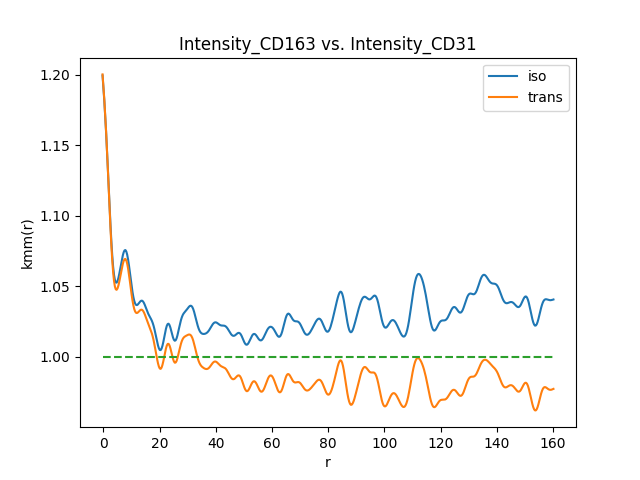 Intensity_CD163 vs. Intensity_CD31
iso
trans
1.20
1.15
1.10
1.05
1.00
kmm(r)
0 20 40 60 80 100 120 140 160
r